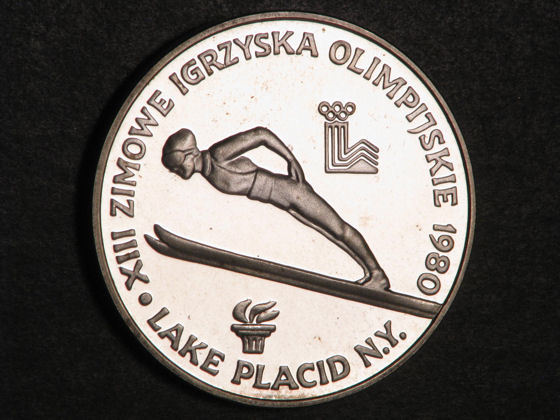 XIII ZIMOWE IGRZYSKA OLIMPIJSKIE 1980
• LAKE PLACID N.Y.